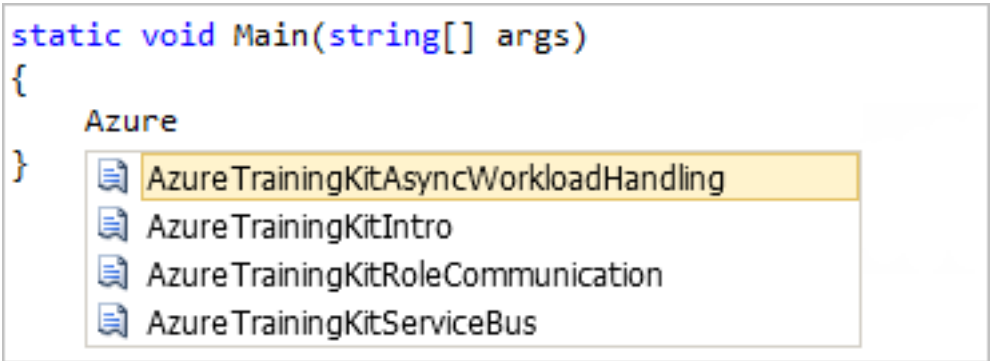 static void Main(string[] args)
{
Azure
}
AzureTrainingKitAsyncWorkloadHandling
AzureTrainingKitIntro
AzureTrainingKitRoleCommunication
AzureTrainingKitServiceBus